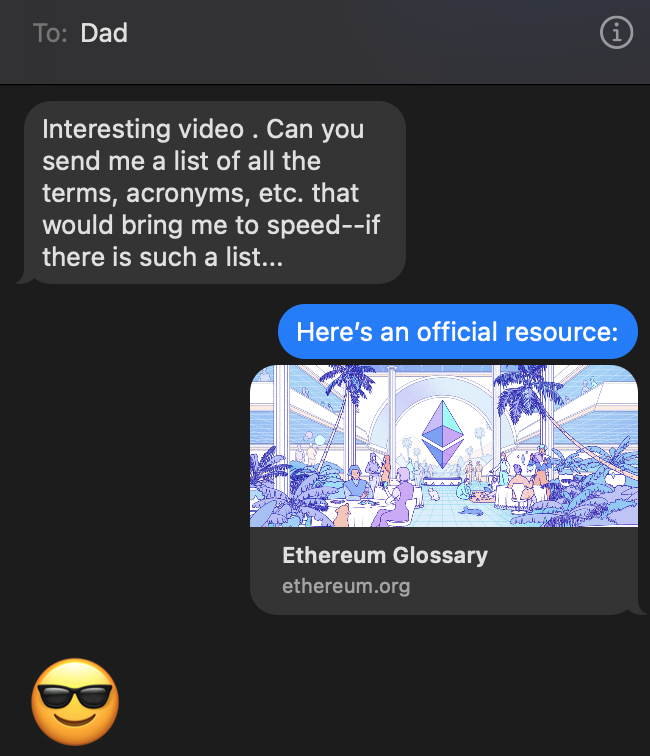 To: Dad
Interesting video . Can you
send me a list of all the
terms, acronyms, etc. that
would bring me to speed--if
there is such a list...
Here’s an official resource:
Ethereum Glossary
ethereum.org